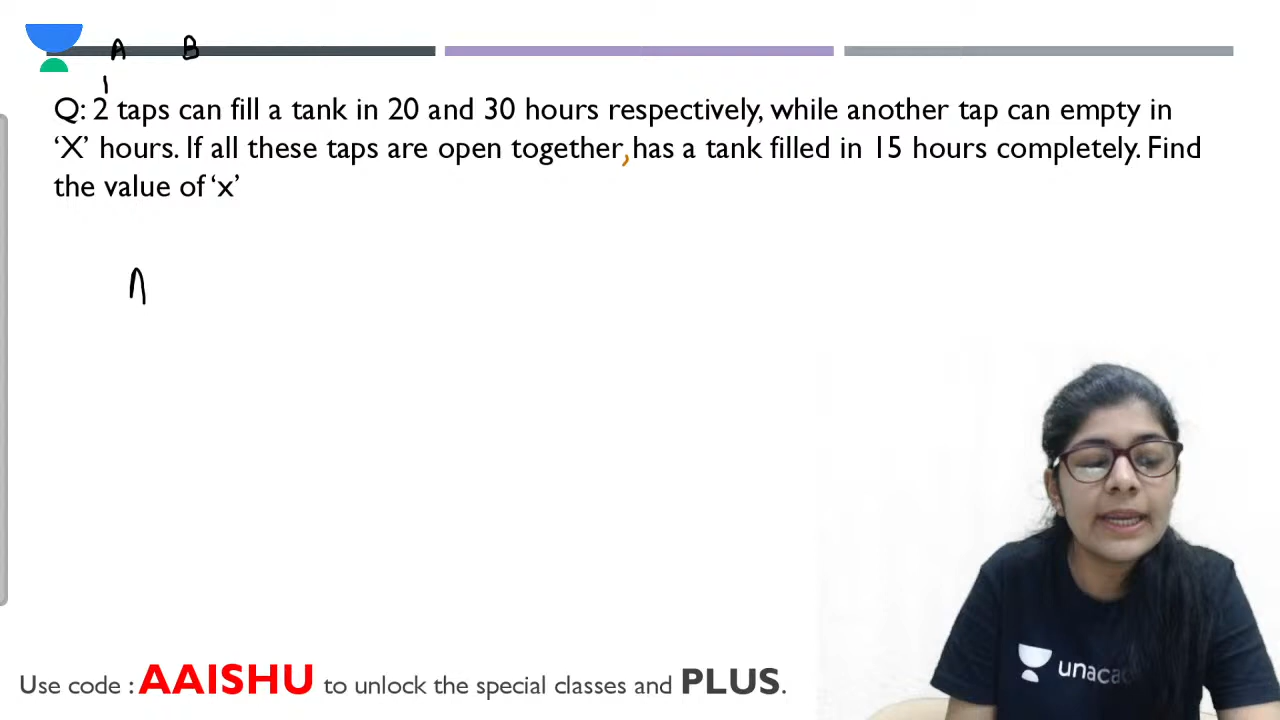 A B
Q: 2 taps can fill a tank in 20 and 30 hours respectively, while another tap can empty in
‘X’ hours. If all these taps are open together, has a tank filled in 15 hours completely. Find
the value of ‘x’
Use code : AAISHU to unlock the special classes and PLUS.